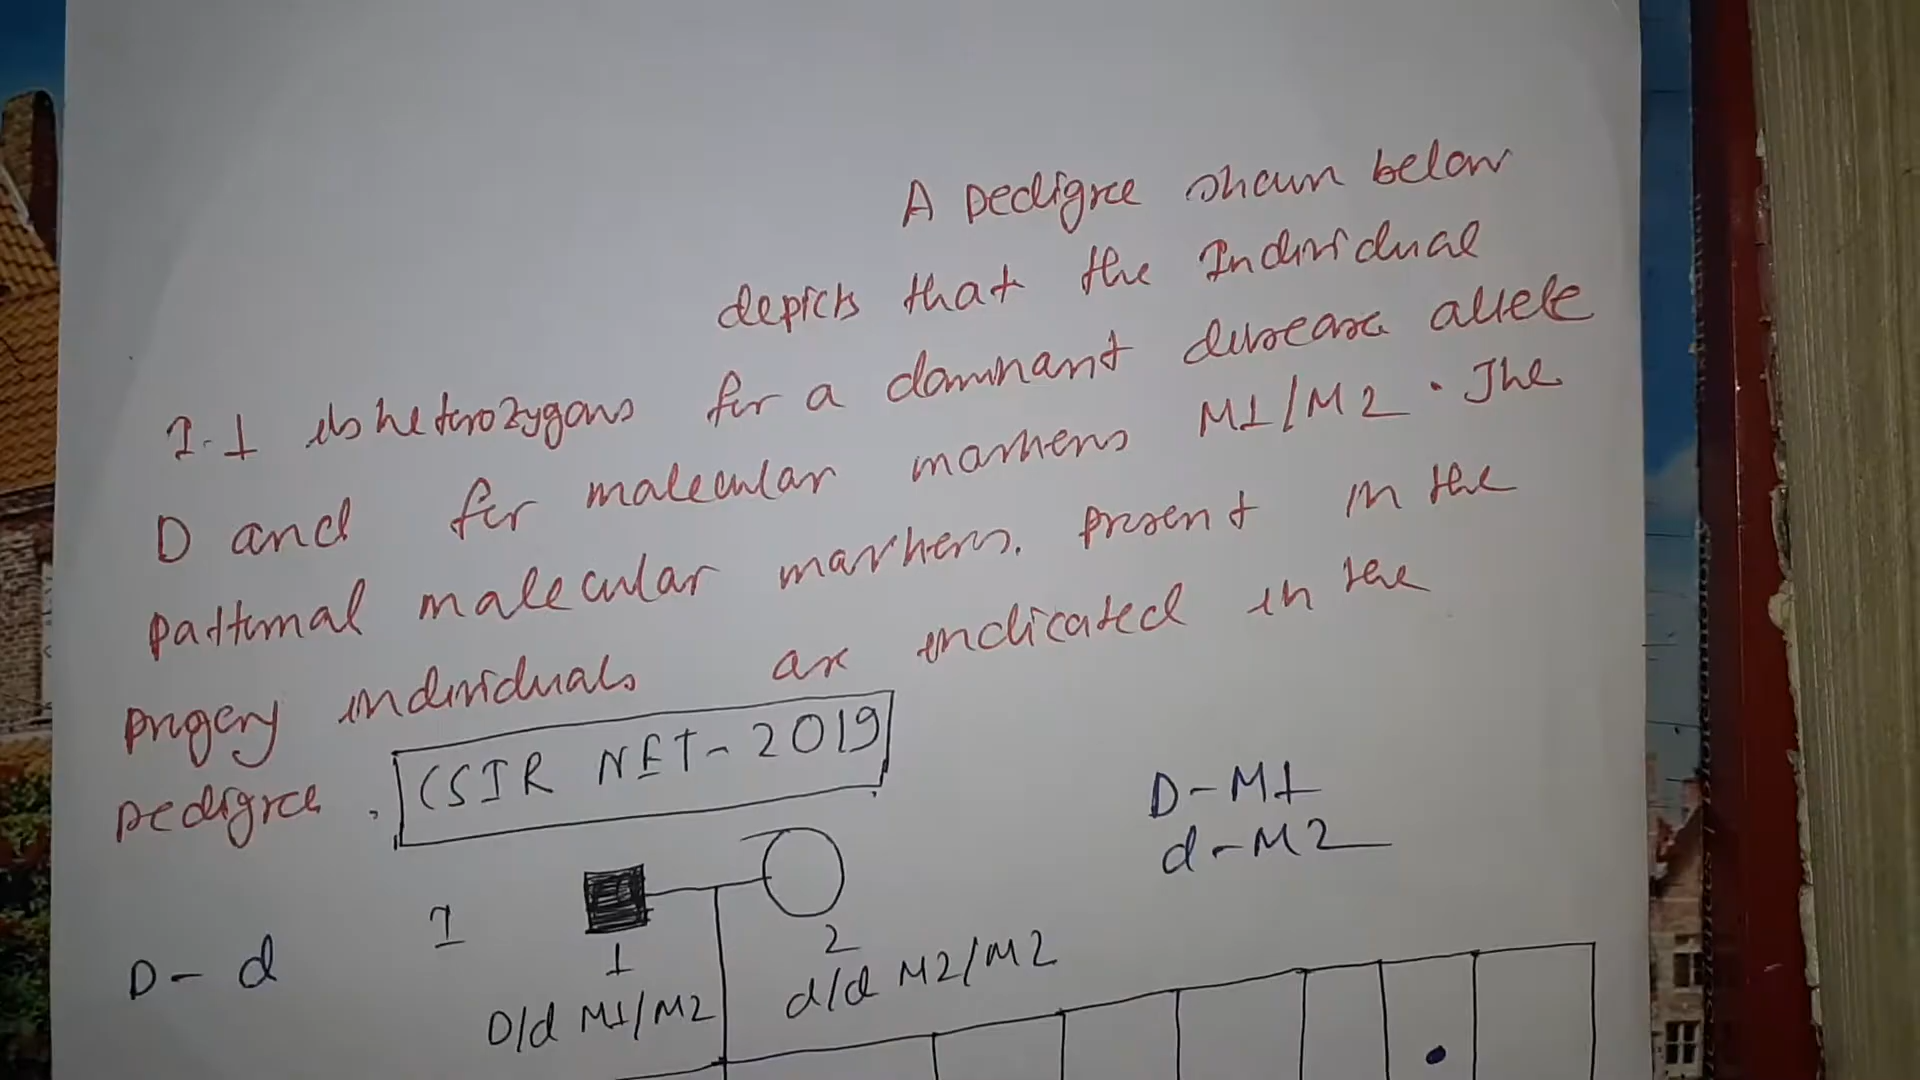 A pedigree shown below
depicts that the Individual
I.1 is heterozygous for a dominant disease allele
D and for molecular markers M1/M2. The
patternal molecular markers. present in the
progeny individuals are indicated in the
pedigree.
CSIR NET-2019
D-M1
d-M2
D- d
I
1
2
D/d M1/M2
d/d M2/M2